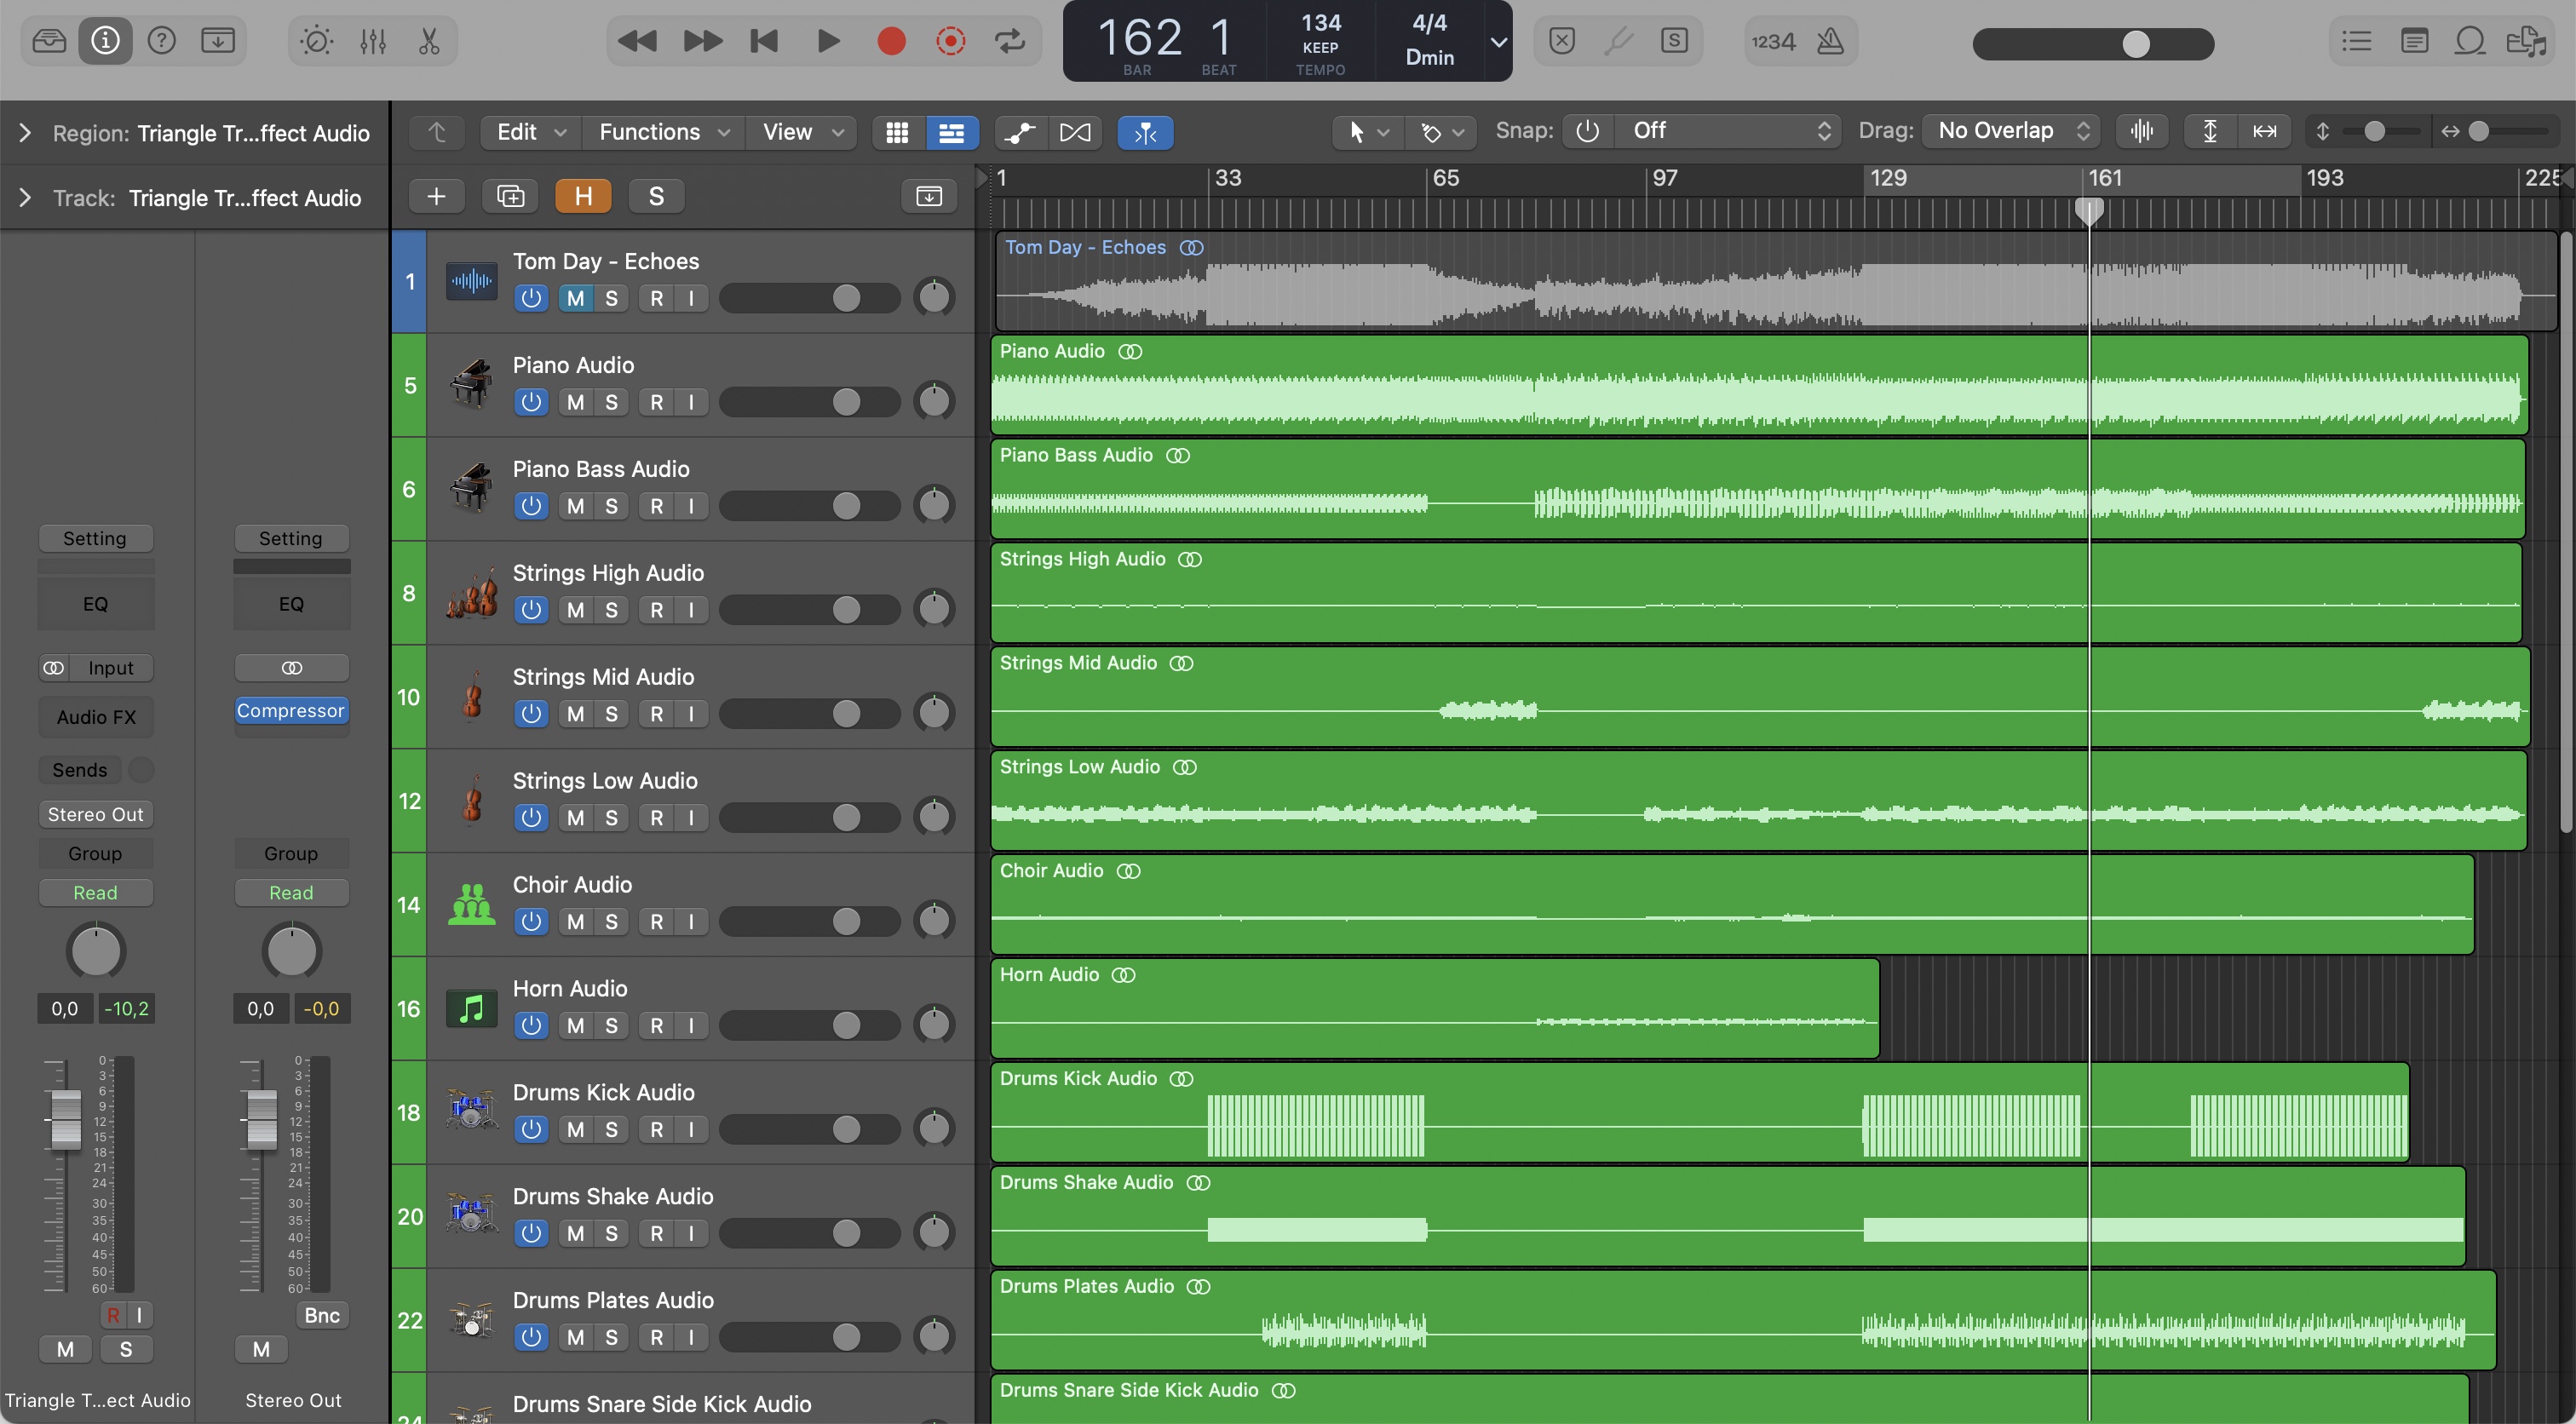 162 1
BAR BEAT
134
KEEP
TEMPO
4/4
Dmin
S
1234
Region: Triangle Tr...ffect Audio
Edit Functions View
Snap: Off
Drag: No Overlap
Track: Triangle Tr...ffect Audio
H S
1 33 65 97 129 161 193 225
1 Tom Day - Echoes
M S R I
Tom Day - Echoes
5 Piano Audio
M S R I
Piano Audio
6 Piano Bass Audio
M S R I
Piano Bass Audio
8 Strings High Audio
M S R I
Strings High Audio
10 Strings Mid Audio
M S R I
Strings Mid Audio
12 Strings Low Audio
M S R I
Strings Low Audio
14 Choir Audio
M S R I
Choir Audio
16 Horn Audio
M S R I
Horn Audio
18 Drums Kick Audio
M S R I
Drums Kick Audio
20 Drums Shake Audio
M S R I
Drums Shake Audio
22 Drums Plates Audio
M S R I
Drums Plates Audio
24 Drums Snare Side Kick Audio
Drums Snare Side Kick Audio
Setting
EQ
Input
Audio FX
Sends
Stereo Out
Group
Read
0,0 -10,2
0
3
6
9
12
15
18
21
24
30
35
40
45
50
60
R I
M S
Triangle T...ect Audio
Setting
EQ
Compressor
Group
Read
0,0 -0,0
0
3
6
9
12
15
18
21
24
30
35
40
45
50
60
Bnc
M
Stereo Out